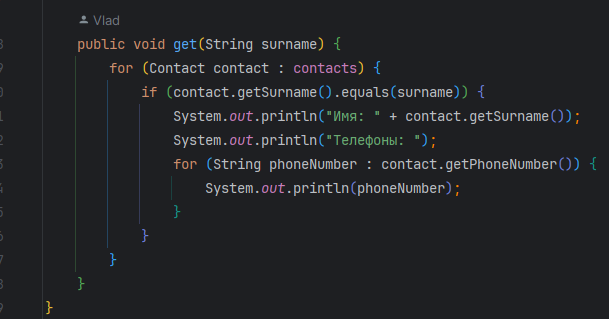 Vlad
public void get(String surname) {
for (Contact contact : contacts) {
if (contact.getSurname().equals(surname)) {
System.out.println("Имя: " + contact.getSurname());
System.out.println("Телефоны: ");
for (String phoneNumber : contact.getPhoneNumber()) {
System.out.println(phoneNumber);
}
}
}
}
}